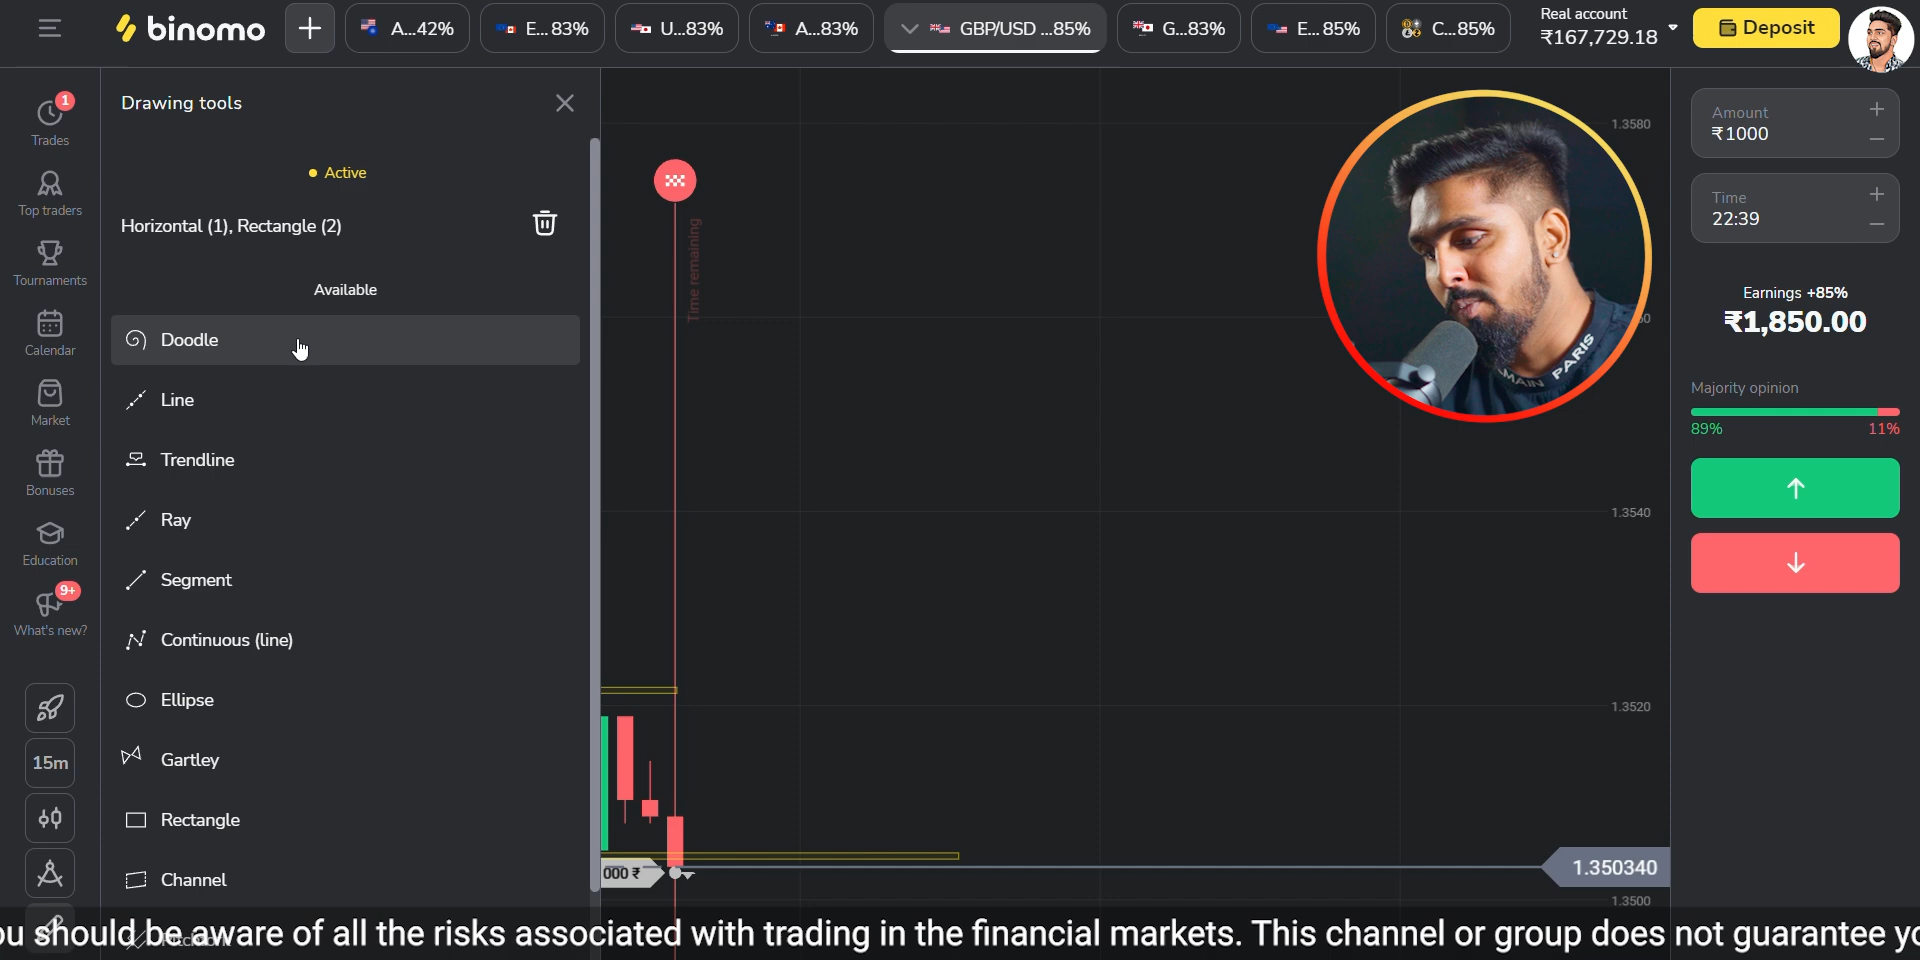 binomo
A...42%
E... 83%
U...83%
A...83%
GBP/USD ...85%
G...83%
E... 85%
C...85%
Real account
₹167,729.18
Deposit
1
Trades
Top traders
Tournaments
Calendar
Market
Bonuses
Education
9+
What's new?
15m
Drawing tools
Active
Horizontal (1), Rectangle (2)
Available
Doodle
Line
Trendline
Ray
Segment
Continuous (line)
Ellipse
Gartley
Rectangle
Channel
Time remaining
000 ₹
PARIS
1.3580
1.3540
1.3520
1.350340
1.3500
Amount
₹1000
Time
22:39
Earnings +85%
₹1,850.00
Majority opinion
89%
11%
ou should be aware of all the risks associated with trading in the financial markets. This channel or group does not guarantee yo